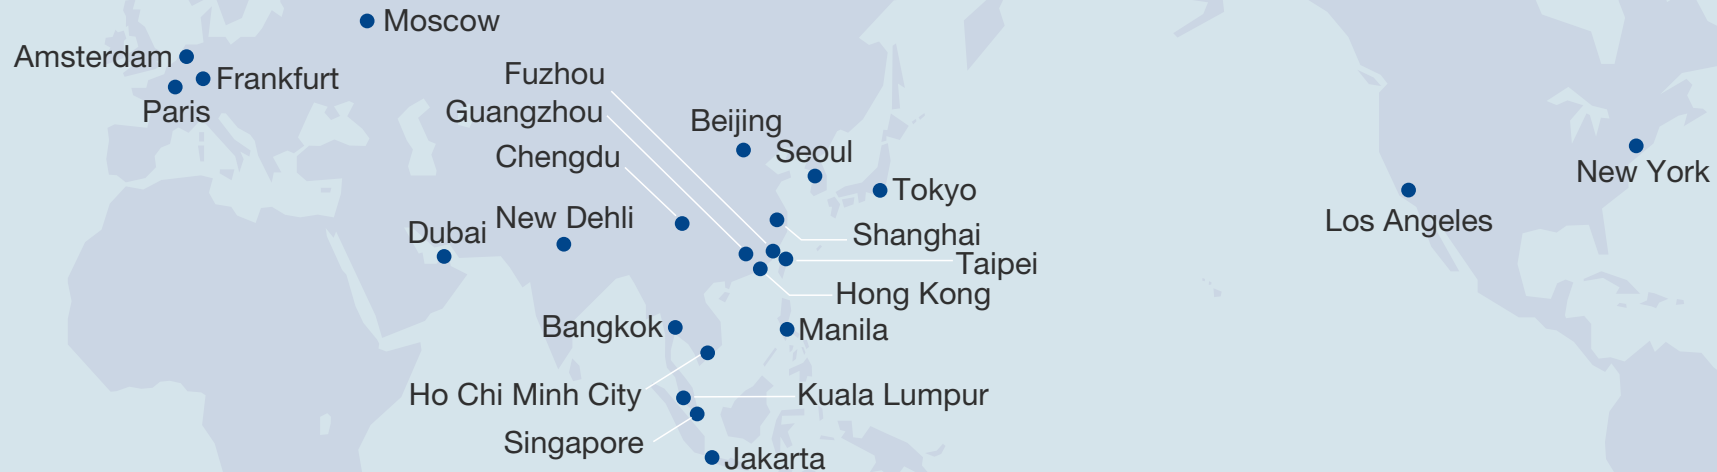 Moscow
Amsterdam
Frankfurt
Paris
Fuzhou
Guangzhou
Beijing
Chengdu
Seoul
New York
Tokyo
Los Angeles
New Dehli
Dubai
Shanghai
Taipei
Hong Kong
Bangkok
Manila
Ho Chi Minh City
Kuala Lumpur
Singapore
Jakarta